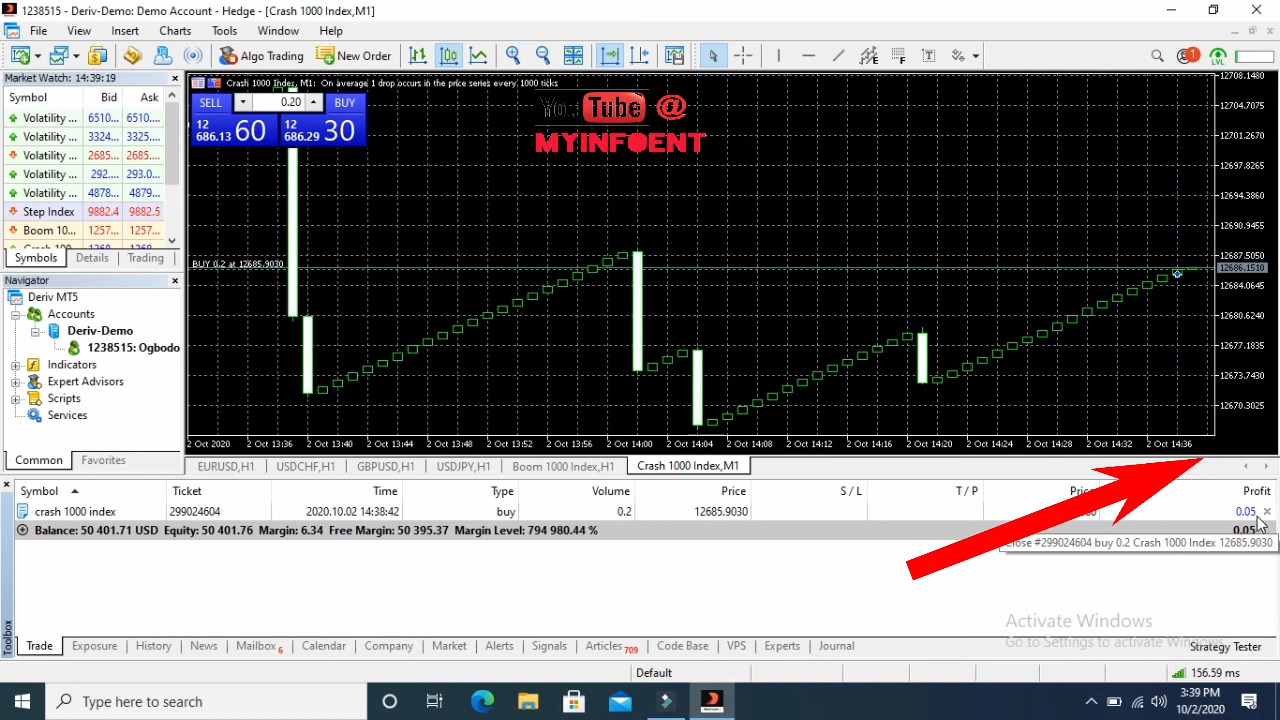 1238515 - Deriv-Demo: Demo Account - Hedge - [Crash 1000 Index,M1]
File View Insert Charts Tools Window Help
Algo Trading New Order 1 LVL
Market Watch: 14:39:19
Symbol Bid Ask
Volatility ... 6510... 6510....
Volatility ... 3324... 3325....
Volatility ... 2685... 2685....
Volatility ... 292.... 293.0...
Volatility ... 4878... 4879...
Step Index 9882.4 9882.5
Boom 10... 1257... 1257...
Crash 100... 1268... 1268...
Symbols Details Trading
Navigator
Deriv MT5
Accounts
Deriv-Demo
1238515: Ogbodo
Indicators
Expert Advisors
Scripts
Services
Common Favorites
Crash 1000 Index, M1: On average 1 drop occurs in the price series every 1000 ticks
SELL 0.20 BUY
12 686.13 60 12 686.29 30
You Tube @
MYINFOENT
BUY 0.2 at 12685.9030
12708.1480
12704.7075
12701.2670
12697.8265
12694.3860
12690.9455
12687.5050
12686.1510
12684.0645
12680.6240
12677.1835
12673.7430
12670.3025
2 Oct 2020 2 Oct 13:36 2 Oct 13:40 2 Oct 13:44 2 Oct 13:48 2 Oct 13:52 2 Oct 13:56 2 Oct 14:00 2 Oct 14:04 2 Oct 14:08 2 Oct 14:12 2 Oct 14:16 2 Oct 14:20 2 Oct 14:24 2 Oct 14:28 2 Oct 14:32 2 Oct 14:36
EURUSD,H1 USDCHF,H1 GBPUSD,H1 USDJPY,H1 Boom 1000 Index,H1 Crash 1000 Index,M1
Symbol Ticket Time Type Volume Price S / L T / P Price Profit
crash 1000 index 299024604 2020.10.02 14:38:42 buy 0.2 12685.9030 0.05
Balance: 50 401.71 USD Equity: 50 401.76 Margin: 6.34 Free Margin: 50 395.37 Margin Level: 794 980.44 % 0.05
Close #299024604 buy 0.2 Crash 1000 Index 12685.9030
Activate Windows
Go to Settings to activate Windows.
Toolbox
Trade Exposure History News Mailbox 6 Calendar Company Market Alerts Signals Articles 709 Code Base VPS Experts Journal Strategy Tester
Default 156.59 ms
Type here to search
3:39 PM
10/2/2020